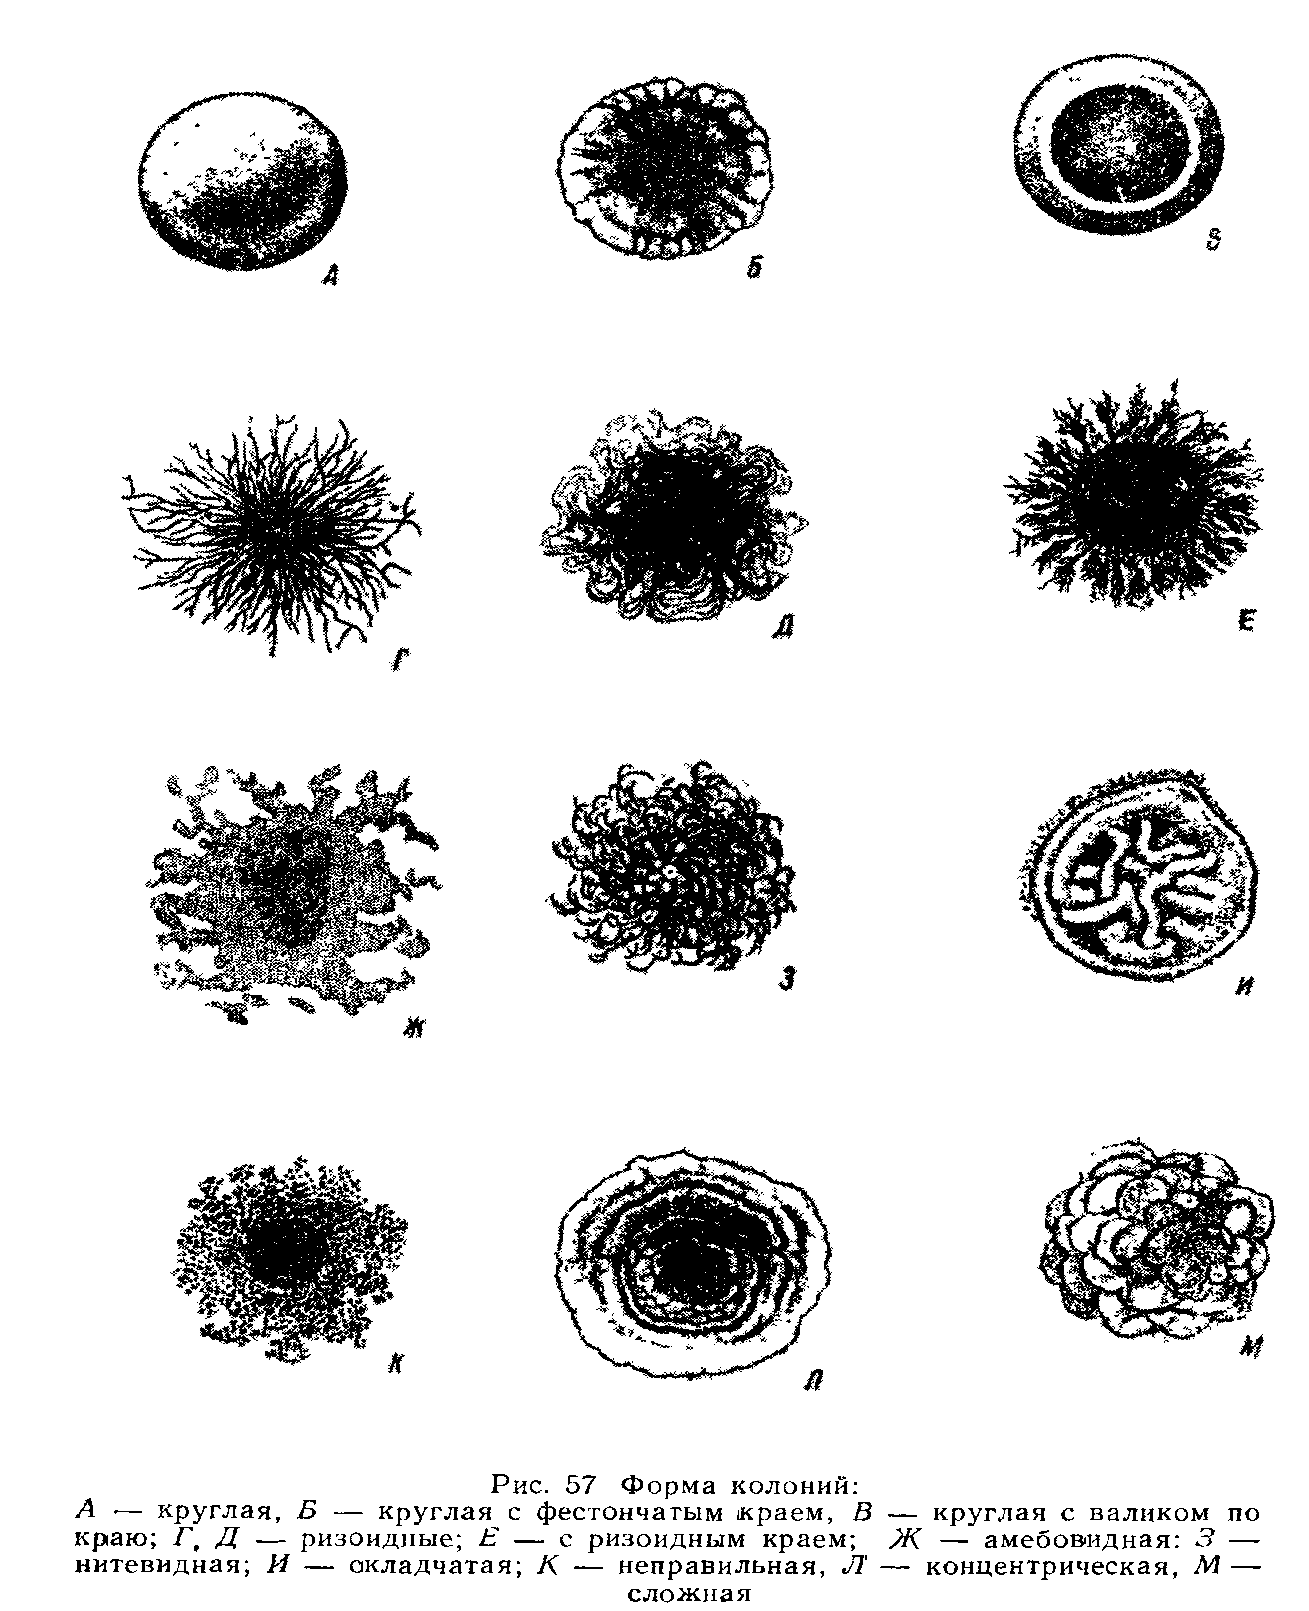 А
Б
В
Г
Д
Е
Ж
З
И
К
Л
М
Рис. 57 Форма колоний:
А — круглая, Б — круглая с фестончатым краем, В — круглая с валиком по
краю; Г, Д — ризоидные; Е — с ризоидным краем; Ж — амебовидная: З —
нитевидная; И — складчатая; К — неправильная, Л — концентрическая, М —
сложная